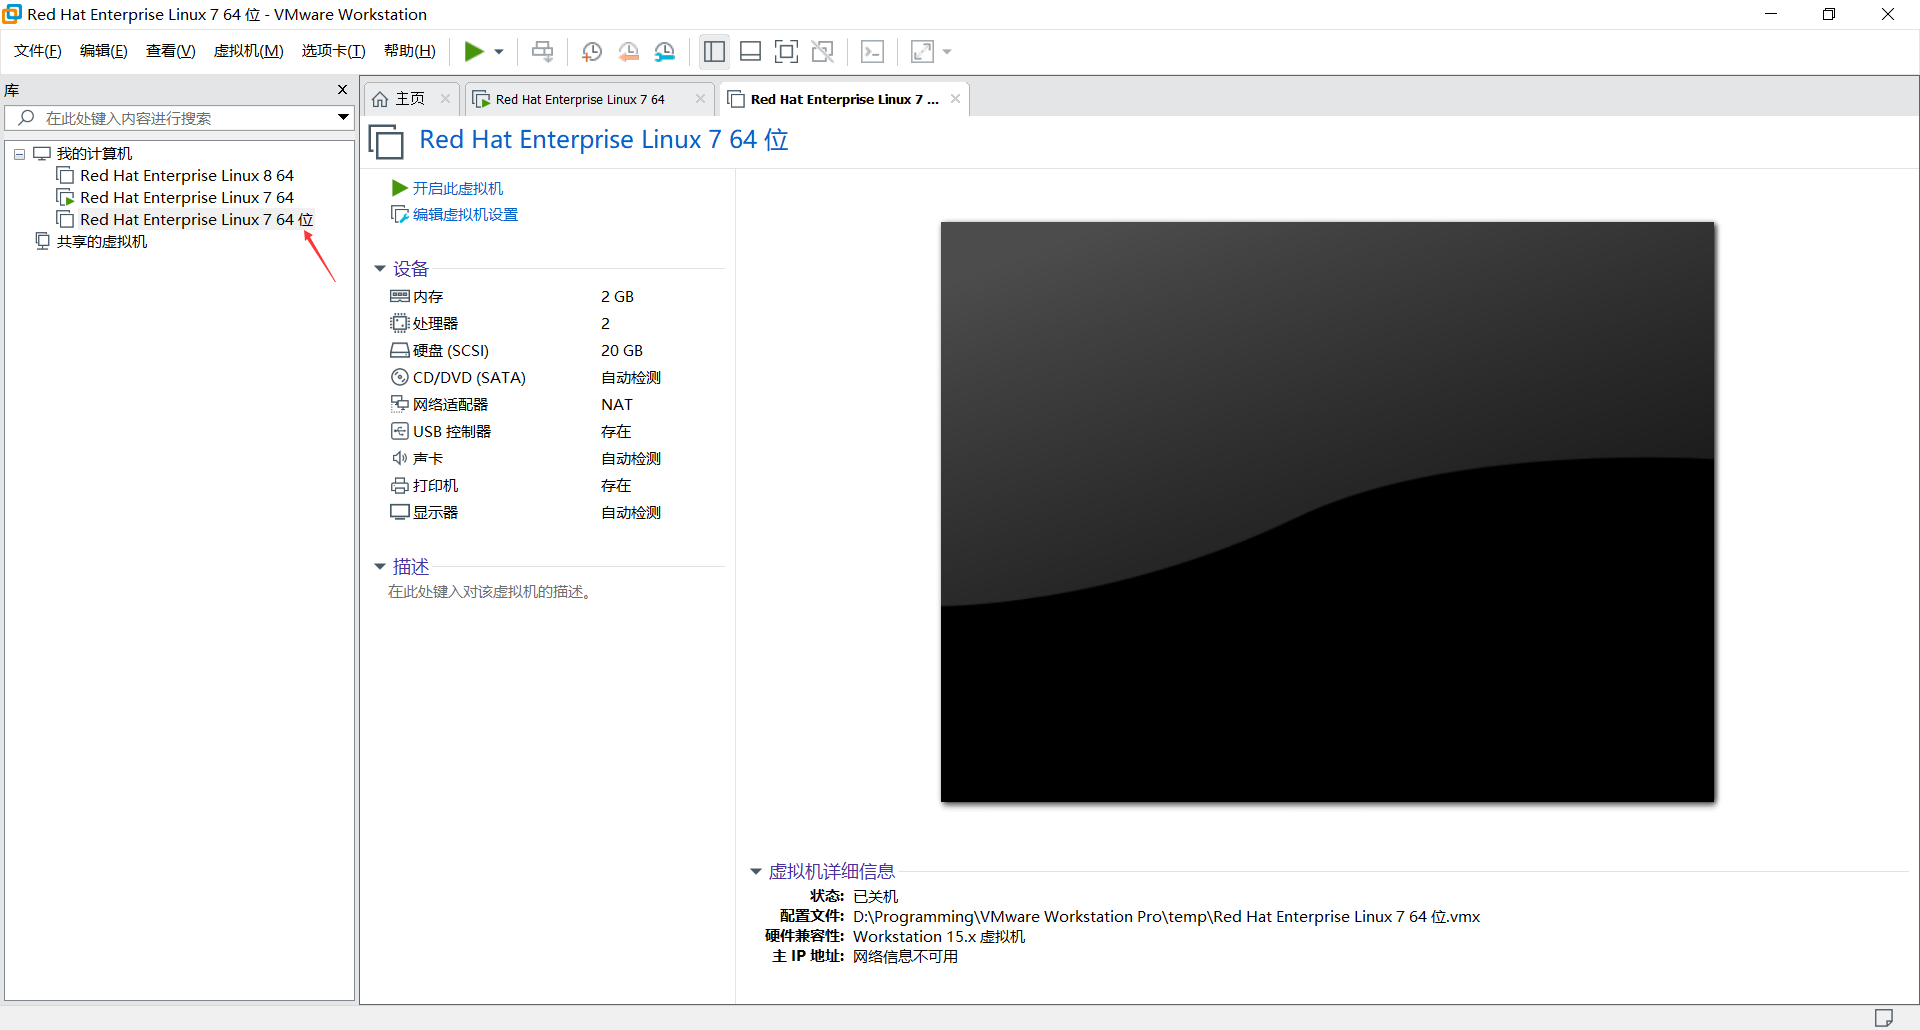 Red Hat Enterprise Linux 7 64 位 - VMware Workstation
文件(F) 编辑(E) 查看(V) 虚拟机(M) 选项卡(T) 帮助(H)
库
在此处键入内容进行搜索
我的计算机
Red Hat Enterprise Linux 8 64
Red Hat Enterprise Linux 7 64
Red Hat Enterprise Linux 7 64 位
共享的虚拟机
主页
Red Hat Enterprise Linux 7 64
Red Hat Enterprise Linux 7 ...
Red Hat Enterprise Linux 7 64 位
开启此虚拟机
编辑虚拟机设置
设备
内存 2 GB
处理器 2
硬盘 (SCSI) 20 GB
CD/DVD (SATA) 自动检测
网络适配器 NAT
USB 控制器 存在
声卡 自动检测
打印机 存在
显示器 自动检测
描述
在此处键入对该虚拟机的描述。
虚拟机详细信息
状态: 已关机
配置文件: D:\Programming\VMware Workstation Pro\temp\Red Hat Enterprise Linux 7 64 位.vmx
硬件兼容性: Workstation 15.x 虚拟机
主 IP 地址: 网络信息不可用